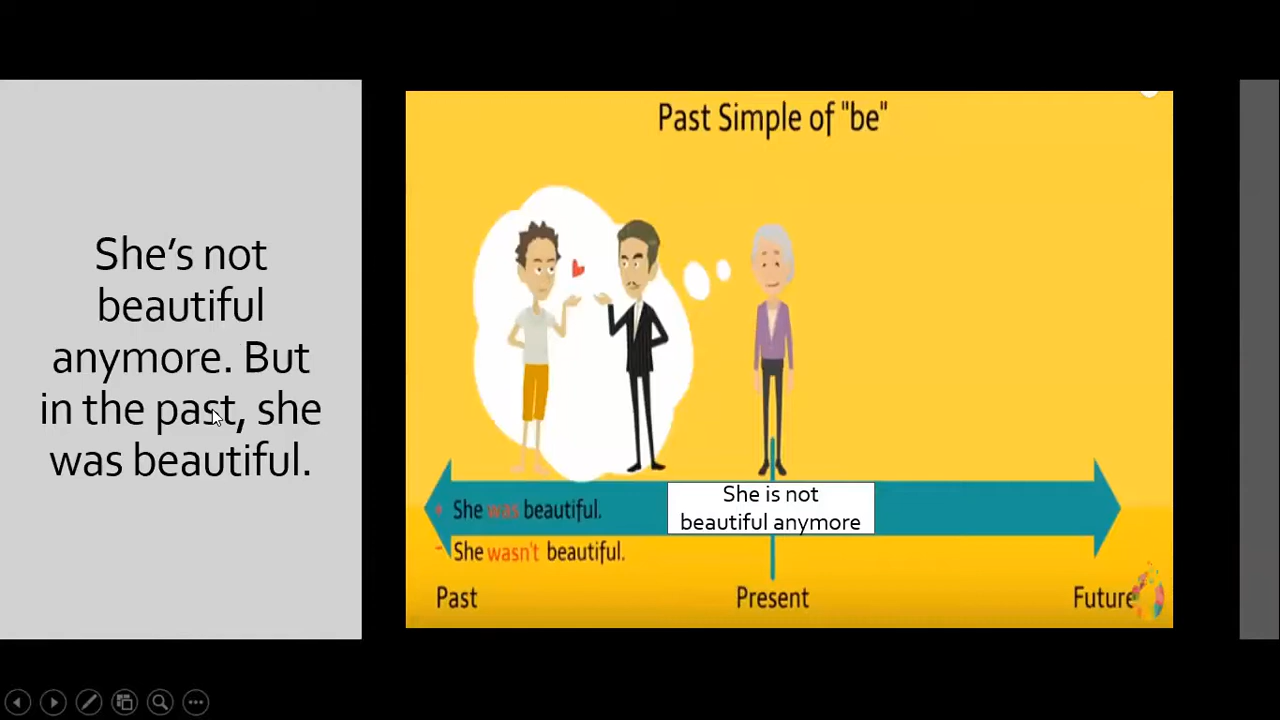 She’s not
beautiful
anymore. But
in the past, she
was beautiful.
Past Simple of "be"
She is not
beautiful anymore
+ She was beautiful.
- She wasn't beautiful.
Past
Present
Future